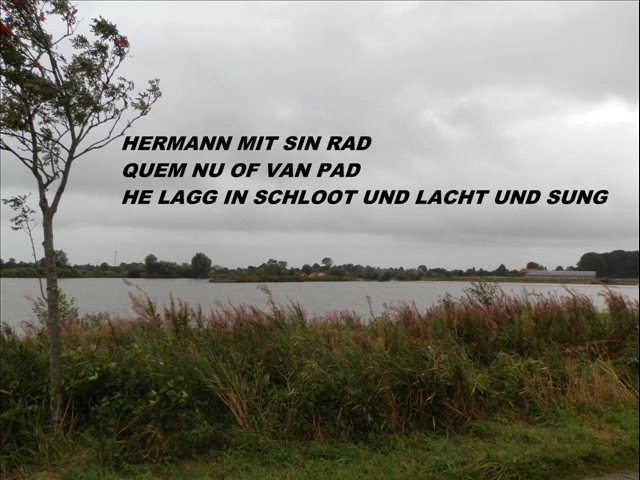 HERMANN MIT SIN RAD
QUEM NU OF VAN PAD
HE LAGG IN SCHLOOT UND LACHT UND SUNG